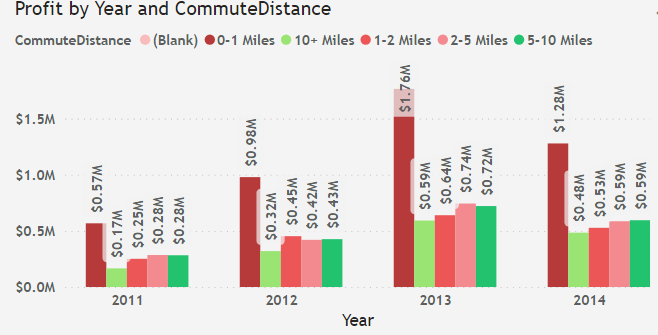 Profit by Year and CommuteDistance
CommuteDistance (Blank) 0-1 Miles 10+ Miles 1-2 Miles 2-5 Miles 5-10 Miles
$1.5M
$1.0M
$0.5M
$0.0M
$0.57M
$0.17M
$0.25M
$0.28M
$0.28M
$0.98M
$0.32M
$0.45M
$0.42M
$0.43M
$1.76M
$0.59M
$0.64M
$0.74M
$0.72M
$1.28M
$0.48M
$0.53M
$0.59M
$0.59M
2011 2012 2013 2014
Year